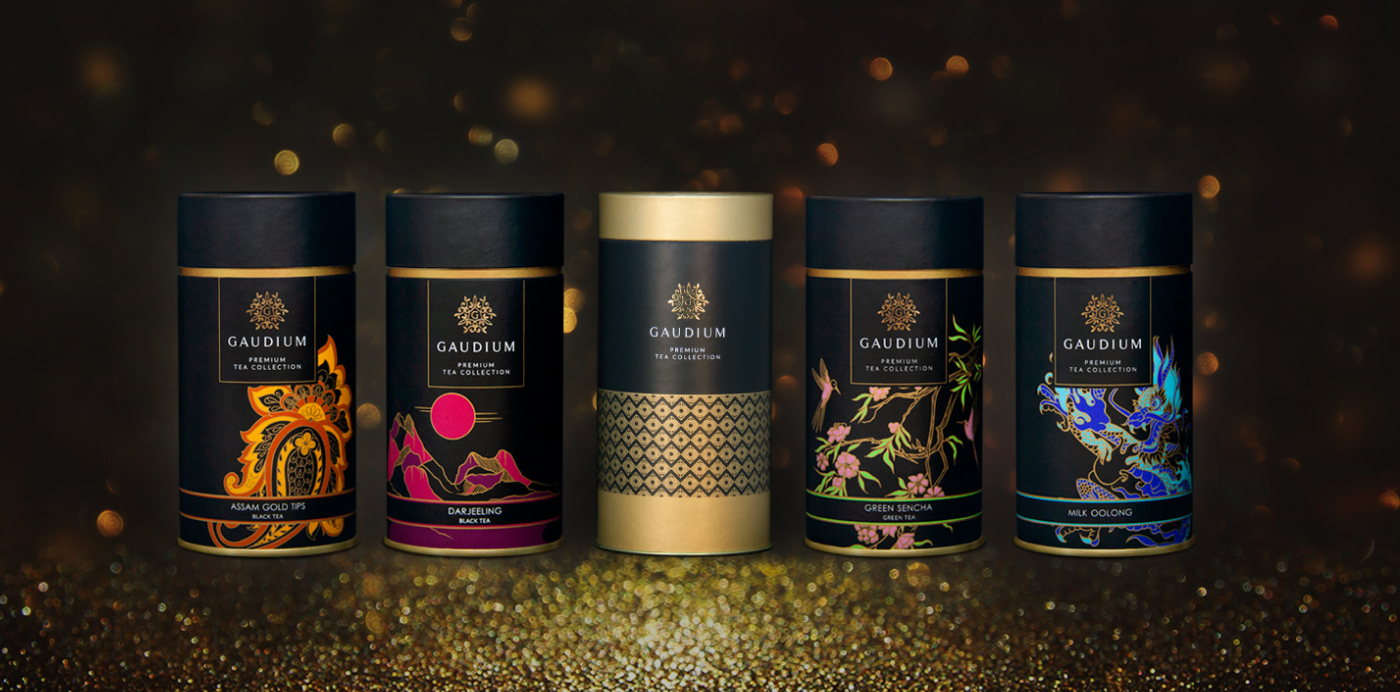 GAUDIUM
PREMIUM
TEA COLLECTION
ASSAM GOLD TIPS
BLACK TEA
GAUDIUM
PREMIUM
TEA COLLECTION
DARJEELING
BLACK TEA
GAUDIUM
PREMIUM
TEA COLLECTION
GAUDIUM
PREMIUM
TEA COLLECTION
GREEN SENCHA
GREEN TEA
GAUDIUM
PREMIUM
TEA COLLECTION
MILK OOLONG